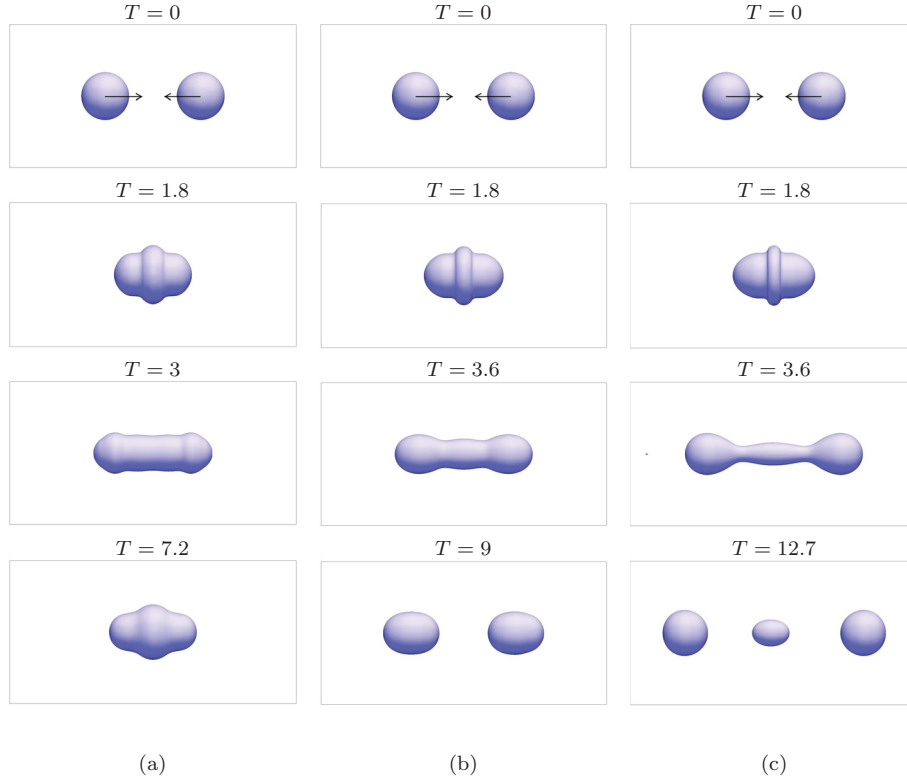 T = 0 T = 0 T = 0
T = 1.8 T = 1.8 T = 1.8
T = 3 T = 3.6 T = 3.6
T = 7.2 T = 9 T = 12.7
(a) (b) (c)